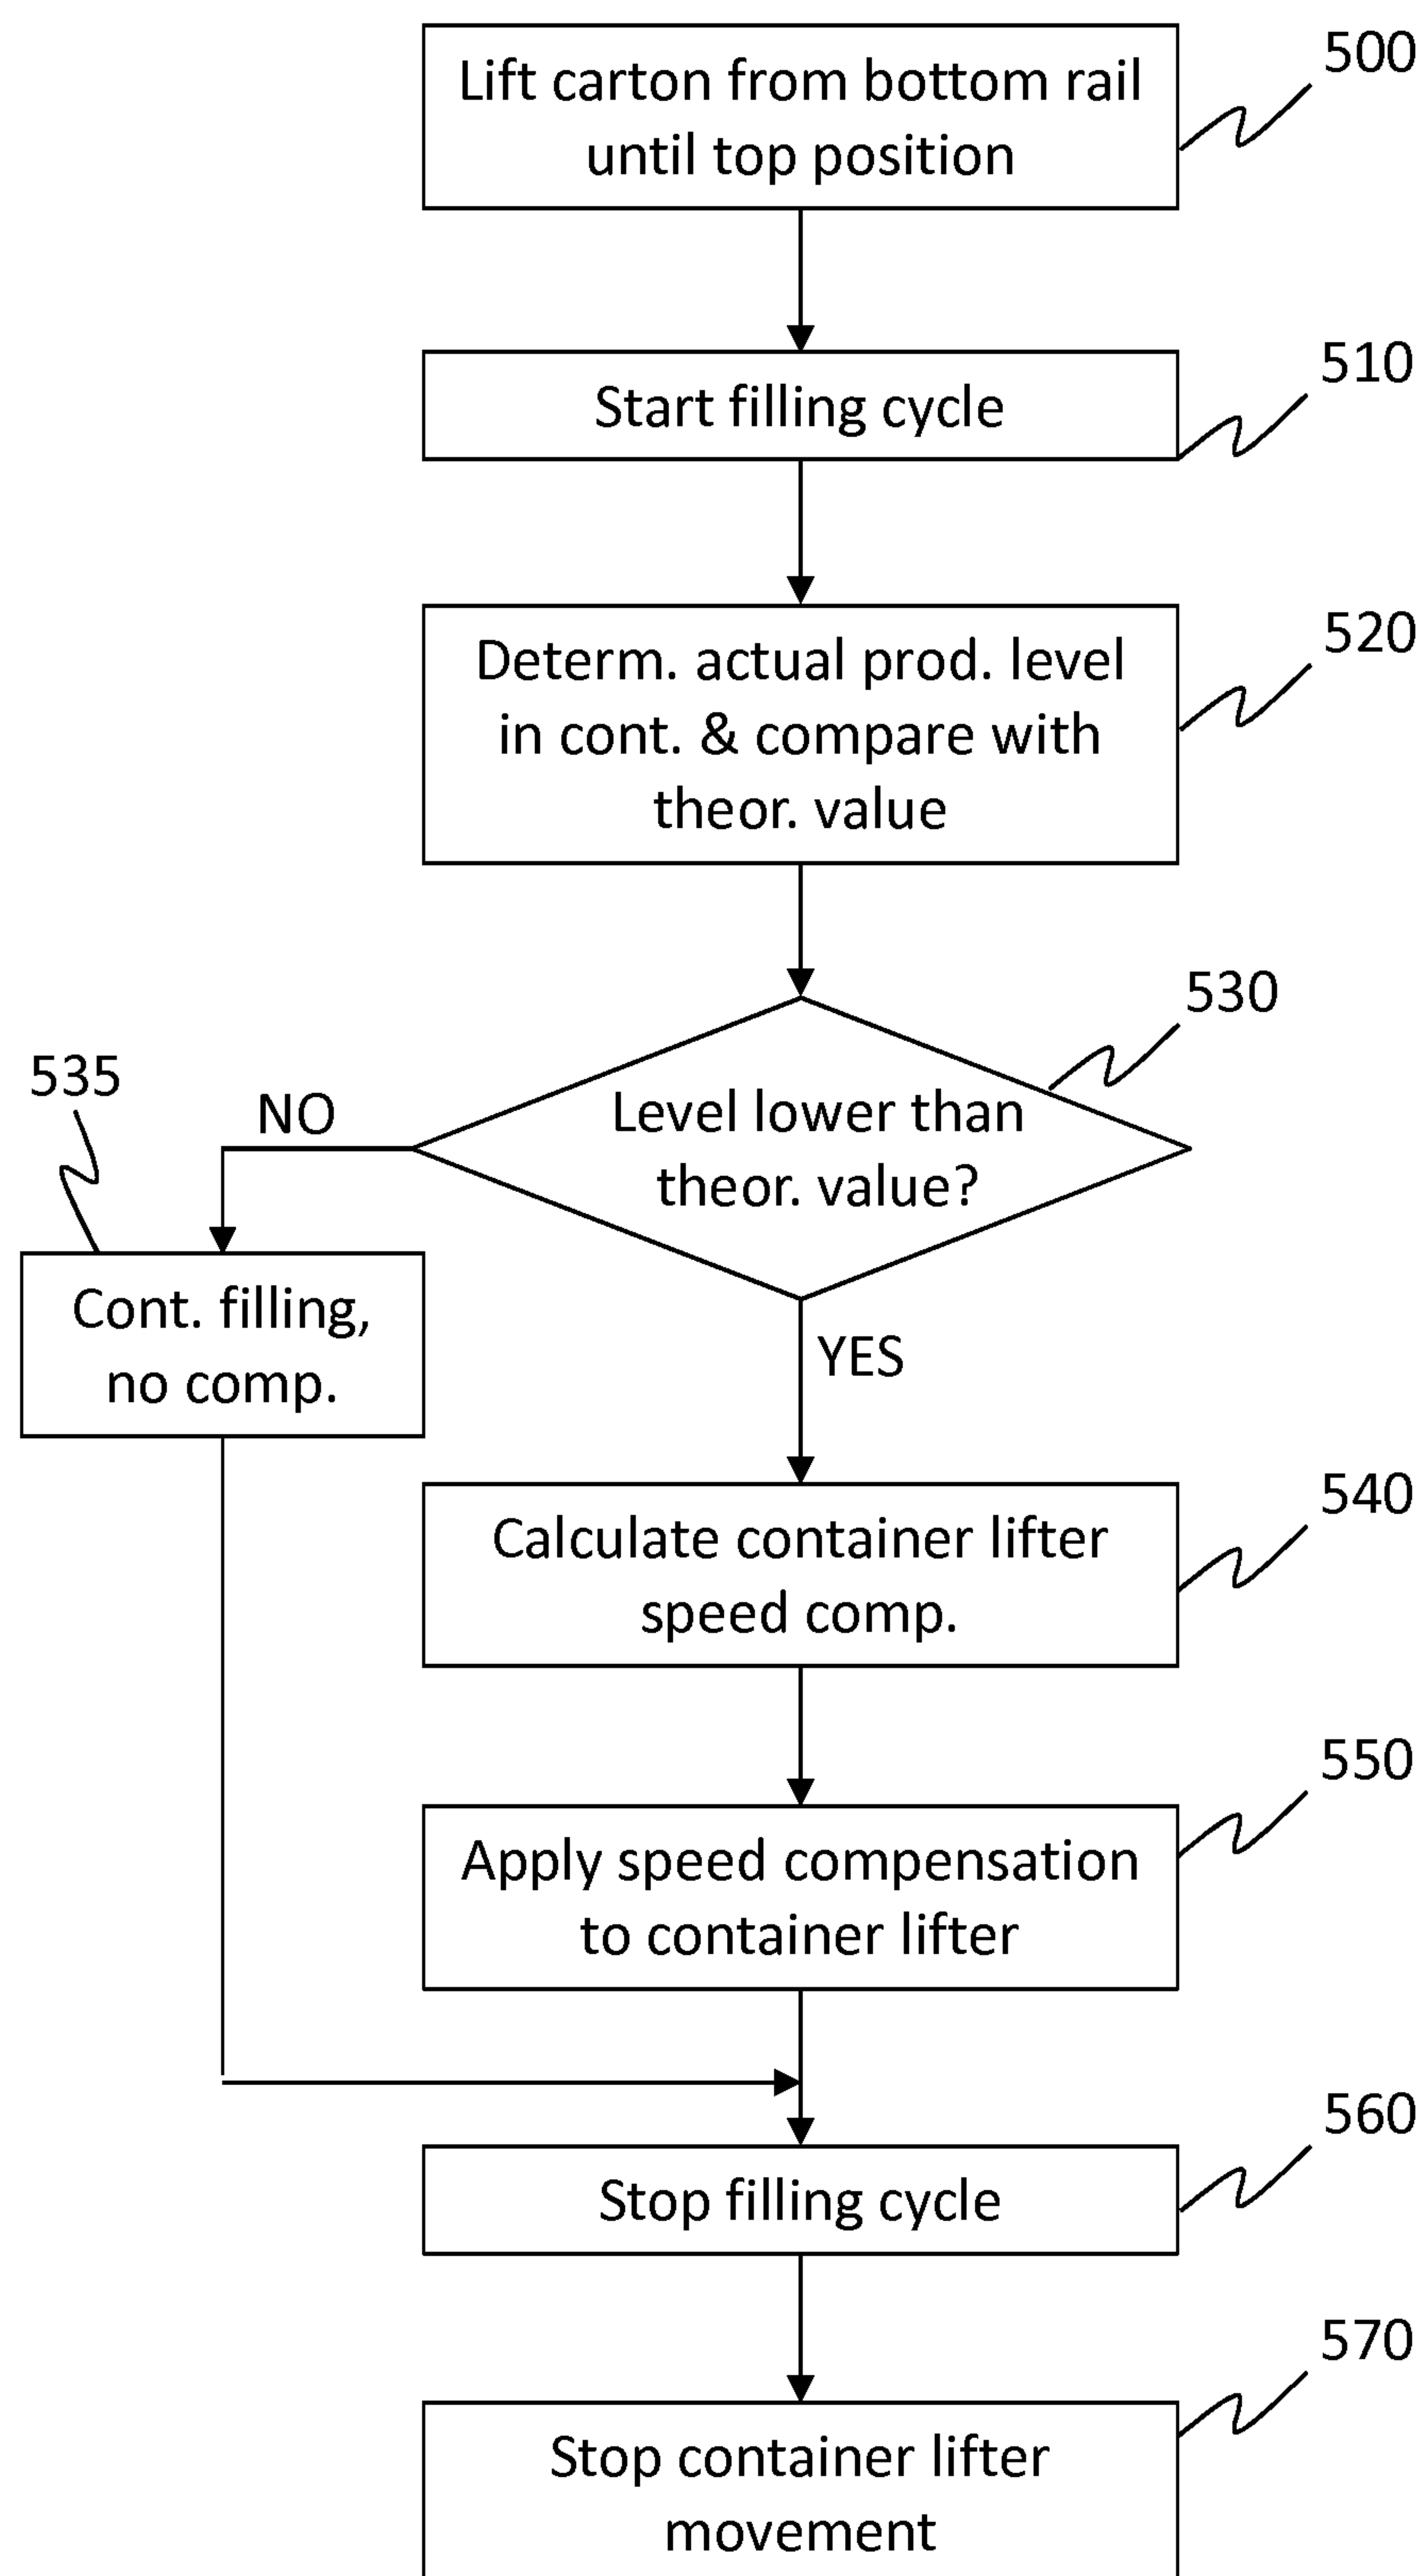 500
Lift carton from bottom rail
until top position
510
Start filling cycle
520
Determ. actual prod. level
in cont. & compare with
theor. value
530
Level lower than
theor. value?
535
NO
Cont. filling,
no comp.
YES
540
Calculate container lifter
speed comp.
550
Apply speed compensation
to container lifter
560
Stop filling cycle
570
Stop container lifter
movement